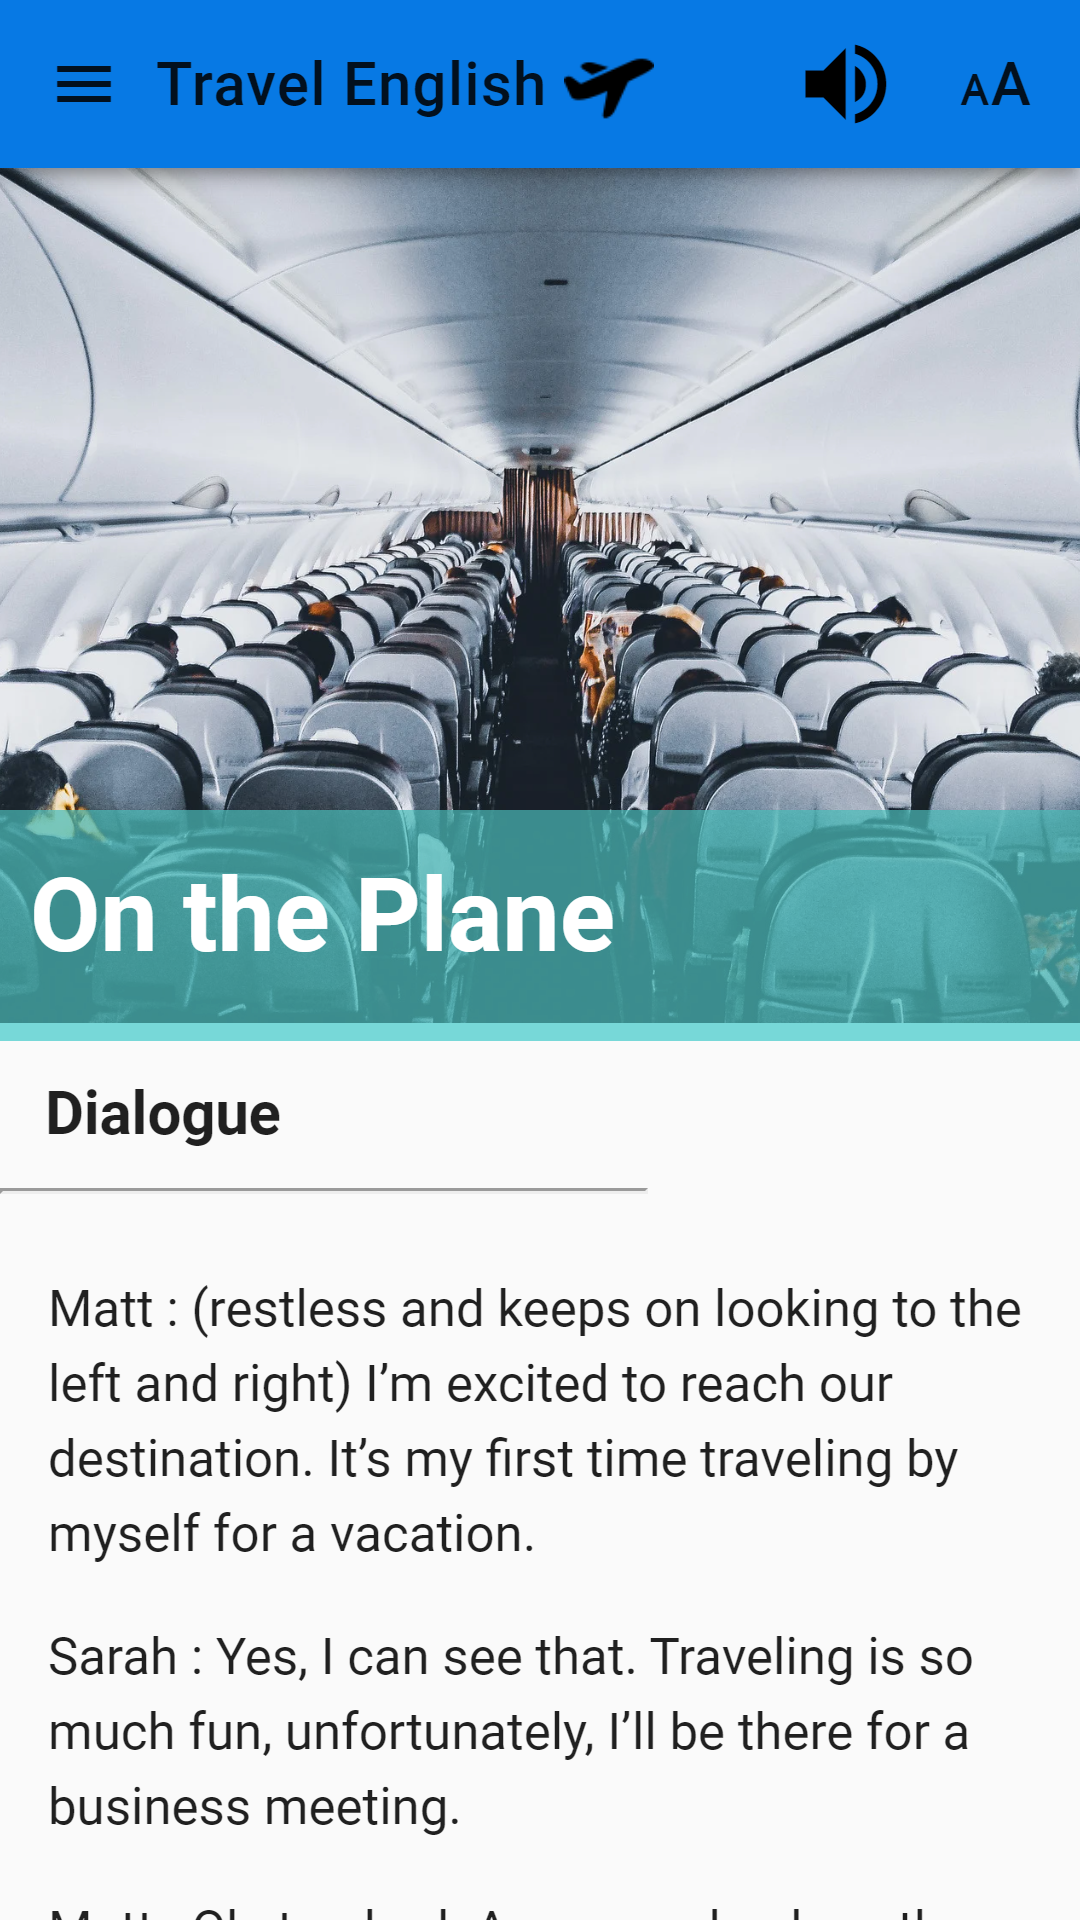 Travel English
AA
On the Plane
Dialogue
Matt : (restless and keeps on looking to the
left and right) I’m excited to reach our
destination. It’s my first time traveling by
myself for a vacation.
Sarah : Yes, I can see that. Traveling is so
much fun, unfortunately, I’ll be there for a
business meeting.